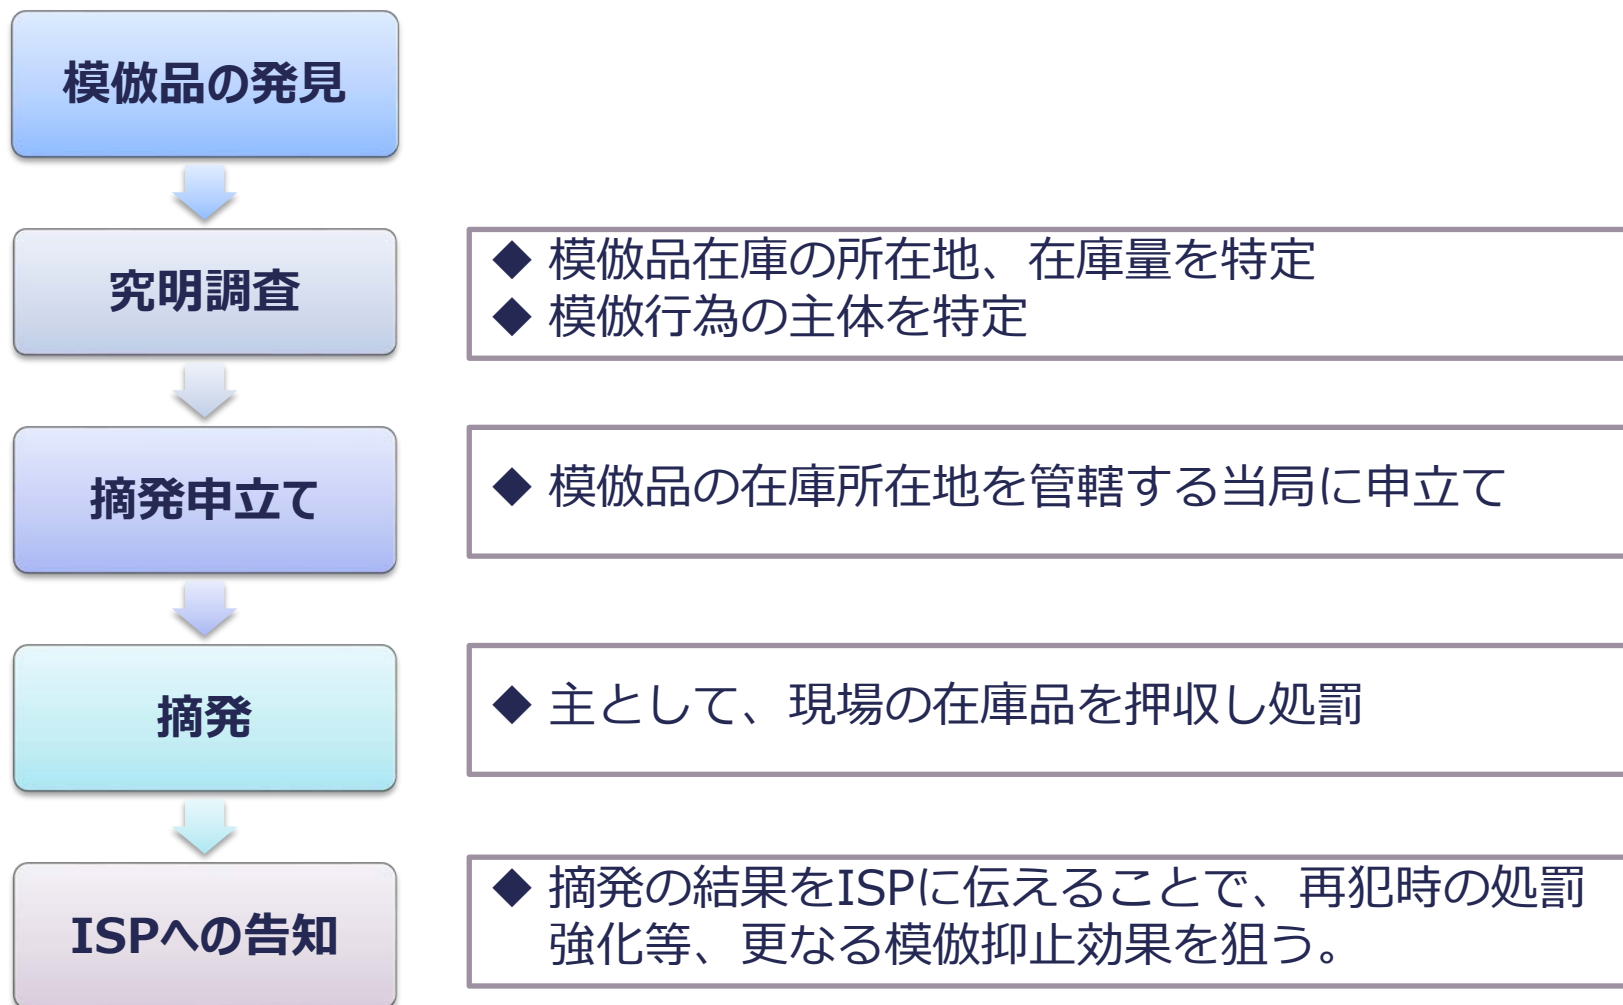 模倣品の発見
究明調査
◆ 模倣品在庫の所在地、在庫量を特定
◆ 模倣行為の主体を特定
摘発申立て
◆ 模倣品の在庫所在地を管轄する当局に申立て
摘発
◆ 主として、現場の在庫品を押収し処罰
ISPへの告知
◆ 摘発の結果をISPに伝えることで、再犯時の処罰
強化等、更なる模倣抑止効果を狙う。